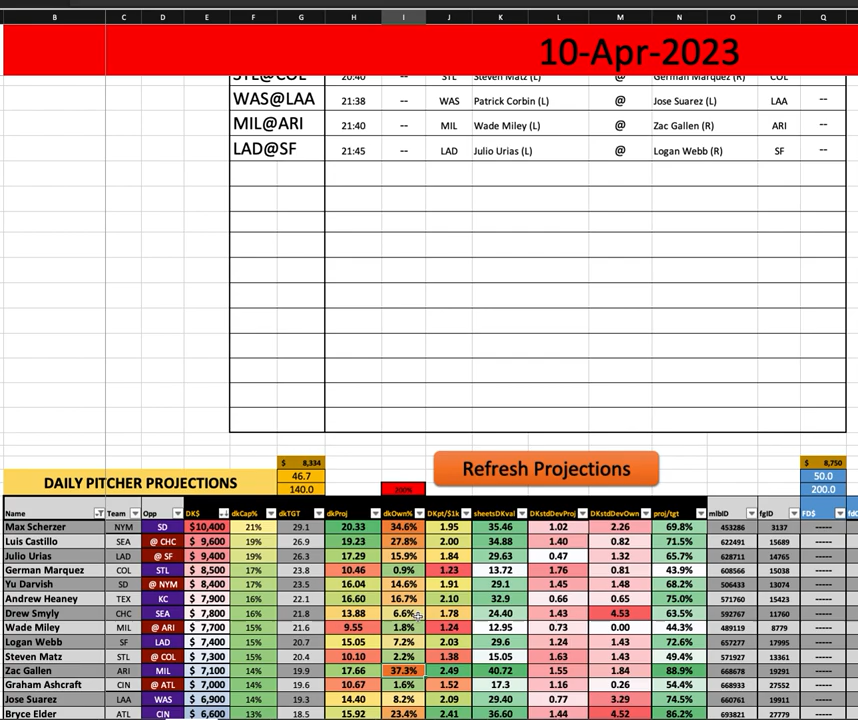 B C D E F G H I J K L M N O P Q
10-Apr-2023
STL@COL 20:40 -- STL Steven Matz (L) @ German Marquez (R) COL
WAS@LAA 21:38 -- WAS Patrick Corbin (L) @ Jose Suarez (L) LAA --
MIL@ARI 21:40 -- MIL Wade Miley (L) @ Zac Gallen (R) ARI --
LAD@SF 21:45 -- LAD Julio Urias (L) @ Logan Webb (R) SF --
$ 8,334 $ 8,750
46.7 50.0
DAILY PITCHER PROJECTIONS Refresh Projections
140.0 200% 200.0
Name Team Opp DK$ dkCap% dkTGT dkProj dkOwn% DKpt/$1k sheetsDKval DKstdDevProj DKstdDevOwn proj/tgt mlbID fgID FD$
Max Scherzer NYM SD $10,400 21% 29.1 20.33 34.6% 1.95 35.46 1.02 2.26 69.8% 453286 3137 -----
Luis Castillo SEA @ CHC $ 9,600 19% 26.9 19.23 27.8% 2.00 34.88 1.40 0.82 71.5% 622491 15689 -----
Julio Urias LAD @ SF $ 9,400 19% 26.3 17.29 15.9% 1.84 29.63 0.47 1.32 65.7% 628711 14765 -----
German Marquez COL STL $ 8,500 17% 23.8 10.46 0.9% 1.23 13.72 1.76 0.81 43.9% 608566 15038 -----
Yu Darvish SD @ NYM $ 8,400 17% 23.5 16.04 14.6% 1.91 29.1 1.45 1.48 68.2% 506433 13074 -----
Andrew Heaney TEX KC $ 7,900 16% 22.1 16.60 16.7% 2.10 32.9 0.66 0.65 75.0% 571760 15423 -----
Drew Smyly CHC SEA $ 7,800 16% 21.8 13.88 6.6% 1.78 24.40 1.43 4.53 63.5% 592767 11760 -----
Wade Miley MIL @ ARI $ 7,700 15% 21.6 9.55 1.8% 1.24 12.95 0.73 0.00 44.3% 489119 8779 -----
Logan Webb SF LAD $ 7,400 15% 20.7 15.05 7.2% 2.03 29.6 1.24 1.43 72.6% 657277 17995 -----
Steven Matz STL @ COL $ 7,300 15% 20.4 10.10 2.2% 1.38 15.05 1.63 1.43 49.4% 571927 13361 -----
Zac Gallen ARI MIL $ 7,100 14% 19.9 17.66 37.3% 2.49 40.72 1.55 1.84 88.9% 668678 19291 -----
Graham Ashcraft CIN @ ATL $ 7,000 14% 19.6 10.67 1.6% 1.52 17.3 1.16 0.26 54.4% 668933 27552 -----
Jose Suarez LAA WAS $ 6,900 14% 19.3 14.40 8.2% 2.09 29.40 0.77 3.29 74.5% 660761 19310 -----
Bryce Elder ATL CIN $ 6,600 13% 18.5 15.92 23.4% 2.41 36.60 1.44 4.52 86.2% 693821 27779 -----